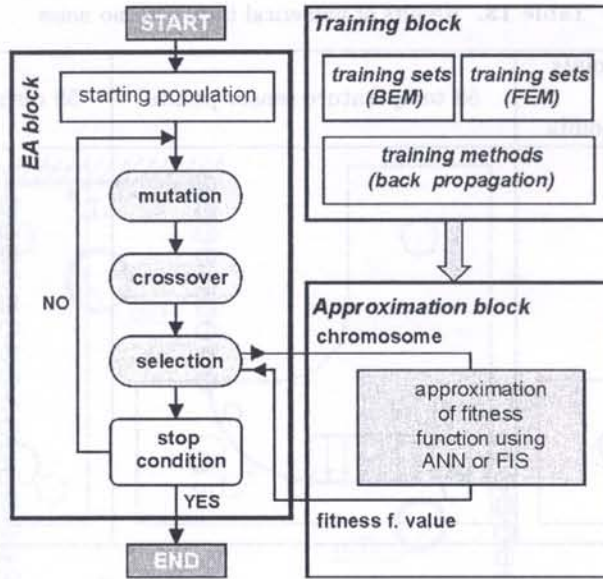 START
EA block
starting population
mutation
crossover
NO
selection
stop
condition
YES
END
Training block
training sets
(BEM)
training sets
(FEM)
training methods
(back propagation)
Approximation block
chromosome
approximation
of fitness
function using
ANN or FIS
fitness f. value